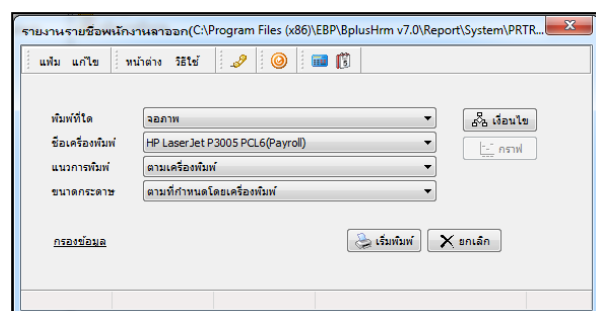 รายงานรายชื่อพนักงานลาออก(C:\Program Files (x86)\EBP\BplusHrm v7.0\Report\System\PRTR...
แฟ้ม แก้ไข หน้าต่าง วิธีใช้
พิมพ์ที่ใด จอภาพ เงื่อนไข
ชื่อเครื่องพิมพ์ HP LaserJet P3005 PCL6(Payroll) กราฟ
แนวการพิมพ์ ตามเครื่องพิมพ์
ขนาดกระดาษ ตามที่กำหนดโดยเครื่องพิมพ์
กรองข้อมูล เริ่มพิมพ์ ยกเลิก